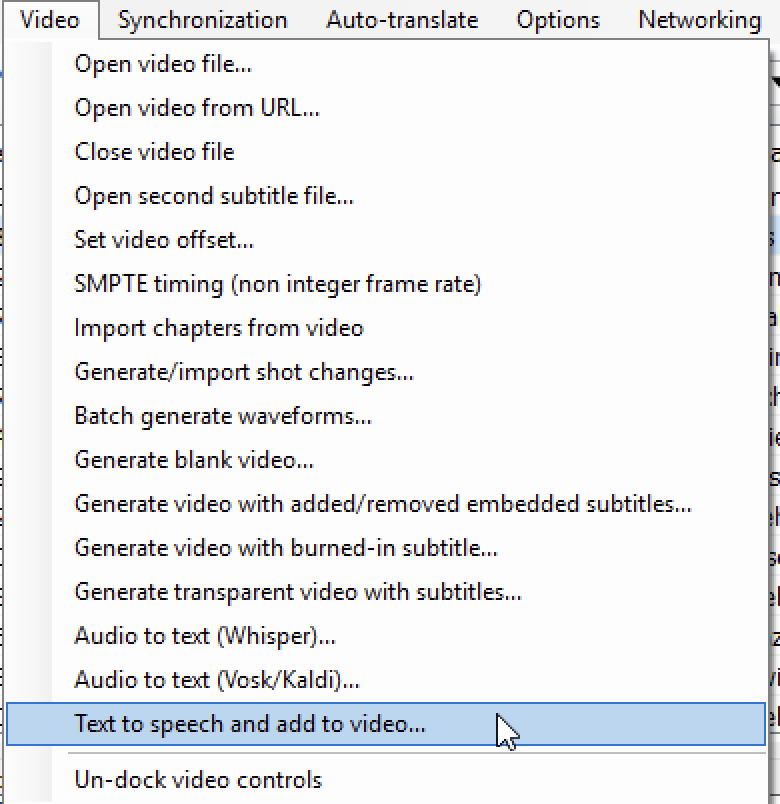 Video Synchronization Auto-translate Options Networking
Open video file...
Open video from URL...
Close video file
Open second subtitle file...
Set video offset...
SMPTE timing (non integer frame rate)
Import chapters from video
Generate/import shot changes...
Batch generate waveforms...
Generate blank video...
Generate video with added/removed embedded subtitles...
Generate video with burned-in subtitle...
Generate transparent video with subtitles...
Audio to text (Whisper)...
Audio to text (Vosk/Kaldi)...
Text to speech and add to video...
Un-dock video controls